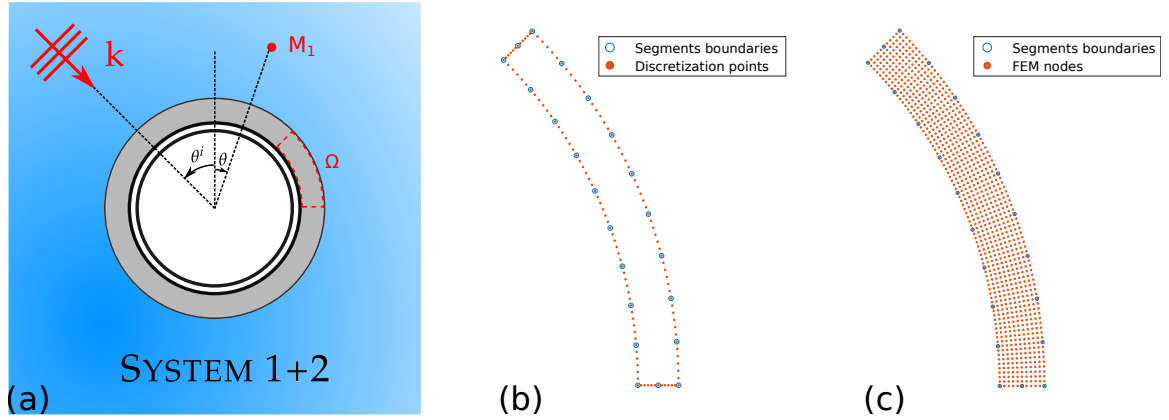 k
M₁
θⁱ
θ
Ω
SYSTEM 1+2
(a)
Segments boundaries
Discretization points
(b)
Segments boundaries
FEM nodes
(c)